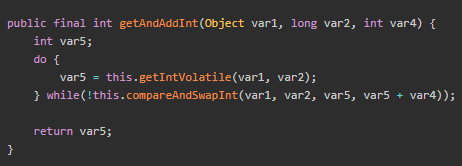 public final int getAndAddInt(Object var1, long var2, int var4) {
    int var5;
    do {
        var5 = this.getIntVolatile(var1, var2);
    } while(!this.compareAndSwapInt(var1, var2, var5, var5 + var4));

    return var5;
}